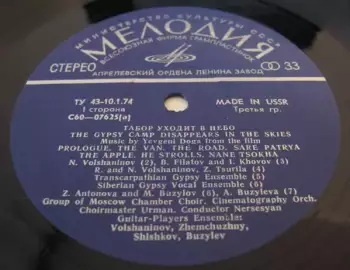 МИНИСТЕРСТВО КУЛЬТУРЫ СССР
МЕЛОДИЯ
ВСЕСОЮЗНАЯ ФИРМА ГРАМПЛАСТИНОК
СТЕРЕО 33
АПРЕЛЕВСКИЙ ОРДЕНА ЛЕНИНА ЗАВОД
ТУ 43-10.1.74 MADE IN USSR
1 сторона Третья гр.
С60—07625(а)
ТАБОР УХОДИТ В НЕБО
THE GYPSY CAMP DISAPPEARS IN THE SKIES
Music by Yevgeni Doga from the film
PROLOGUE. THE VAN. THE ROAD. SARE PATRYA
THE APPLE. HE STROLLS. NANE TSOKHA
N. Volshaninov (2), B. Filatov and I. Khovov (3)
R. and N. Volshaninov, Z. Tsurila (4)
Transcarpathian Gypsy Ensemble (5)
Siberian Gypsy Vocal Ensemble (6)
Z. Antonova and M. Buzylov (6), A. Buzyleva (7)
Group of Moscow Chamber Choir. Cinematography Orch.
Choirmaster Urman. Conductor Nersesyan
Guitar-Players Ensemble:
Volshaninov, Zhemchuzhny,
Shishkov, Buzylev